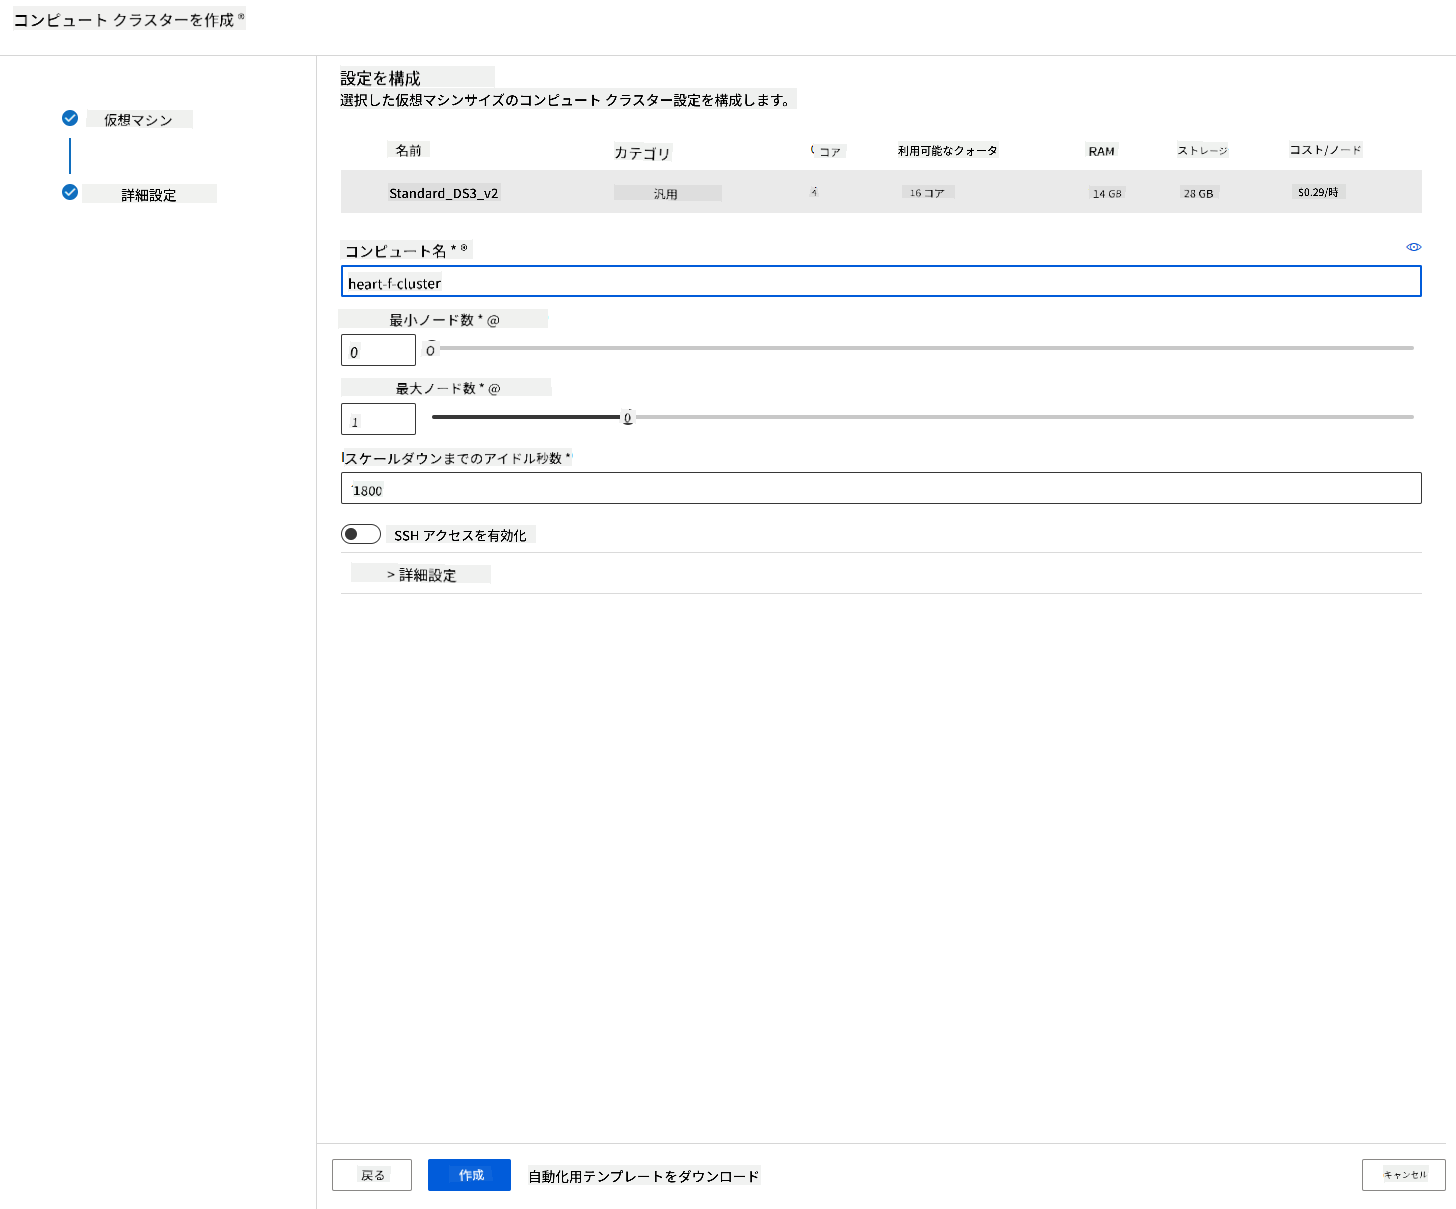 コンピュート クラスターを作成 ®
仮想マシン
詳細設定
設定を構成
選択した仮想マシンサイズのコンピュート クラスター設定を構成します。
名前 カテゴリ コア 利用可能なクォータ RAM ストレージ コスト/ノード
Standard_DS3_v2 汎用 4 16 コア 14 GB 28 GB $0.29/時
コンピュート名 * ®
heart-f-cluster
最小ノード数 * @
0 0
最大ノード数 * @
1 0
スケールダウンまでのアイドル秒数 *
1800
SSH アクセスを有効化
> 詳細設定
戻る 作成 自動化用テンプレートをダウンロード キャンセル